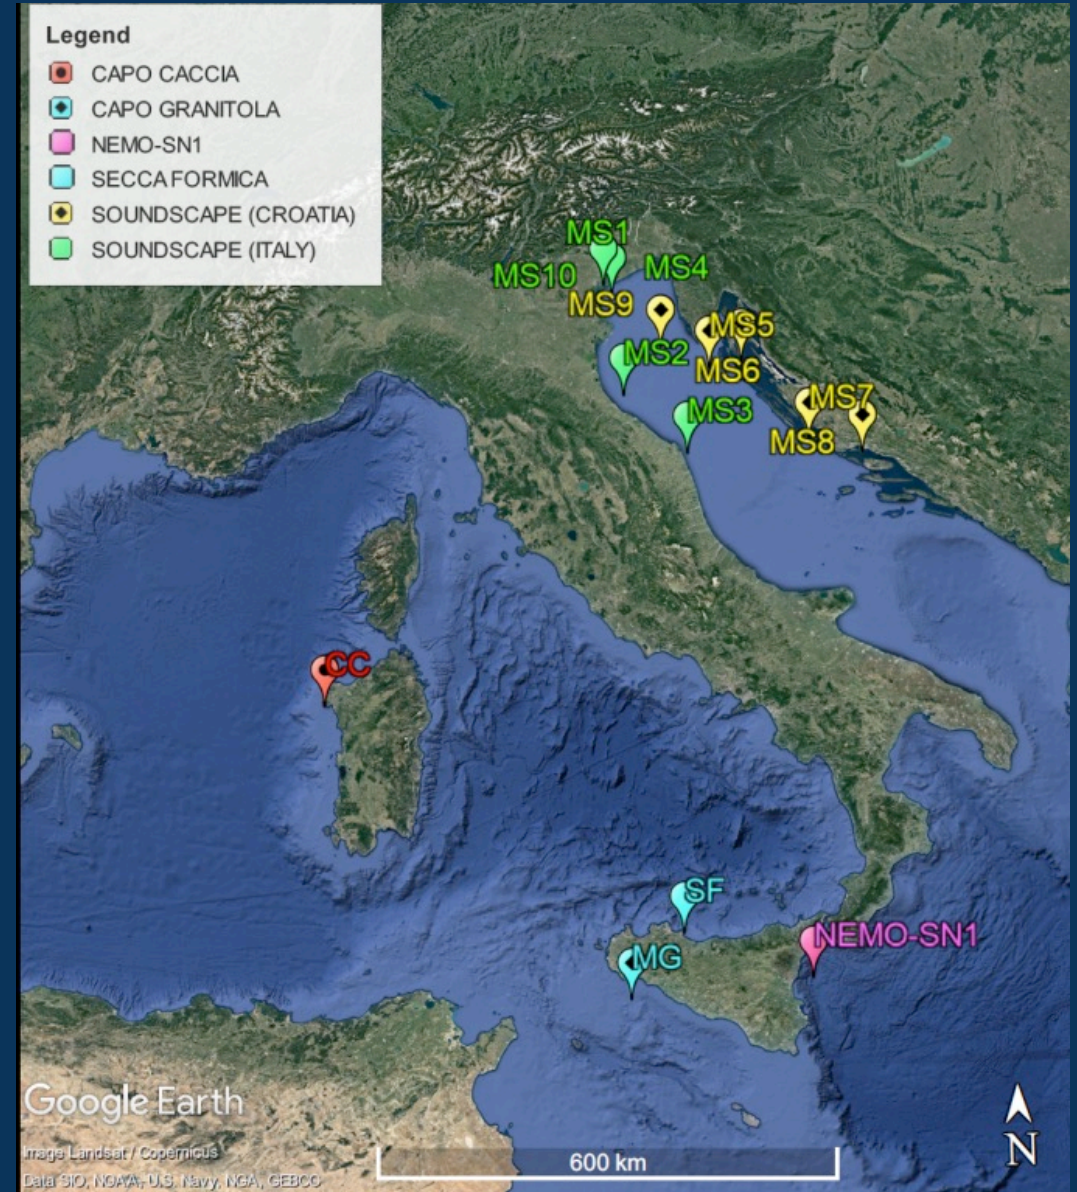 Legend
CAPO CACCIA
CAPO GRANITOLA
NEMO-SN1
SECCA FORMICA
SOUNDSCAPE (CROATIA)
SOUNDSCAPE (ITALY)
MS1
MS10
MS4
MS9
MS5
MS2
MS6
MS7
MS3
MS8
CC
SF
NEMO-SN1
MG
Google Earth
Image Landsat / Copernicus
Data SIO, NOAA, U.S. Navy, NGA, GEBCO
600 km
N